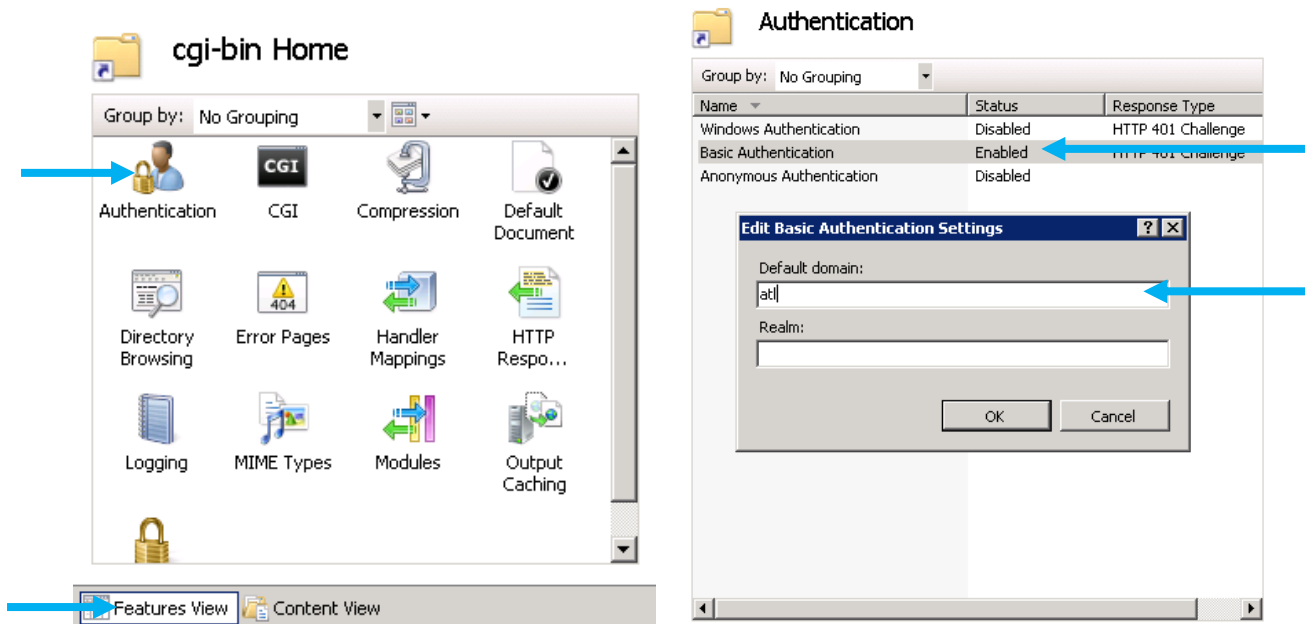 cgi-bin Home
Group by: No Grouping
CGI
Authentication
CGI
Compression
Default
Document
404
Directory
Browsing
Error Pages
Handler
Mappings
HTTP
Respo...
Logging
MIME Types
Modules
Output
Caching
Features View
Content View
Authentication
Group by: No Grouping
Name Status Response Type
Windows Authentication Disabled HTTP 401 Challenge
Basic Authentication Enabled HTTP 401 Challenge
Anonymous Authentication Disabled
Edit Basic Authentication Settings
Default domain:
atl
Realm:
OK Cancel